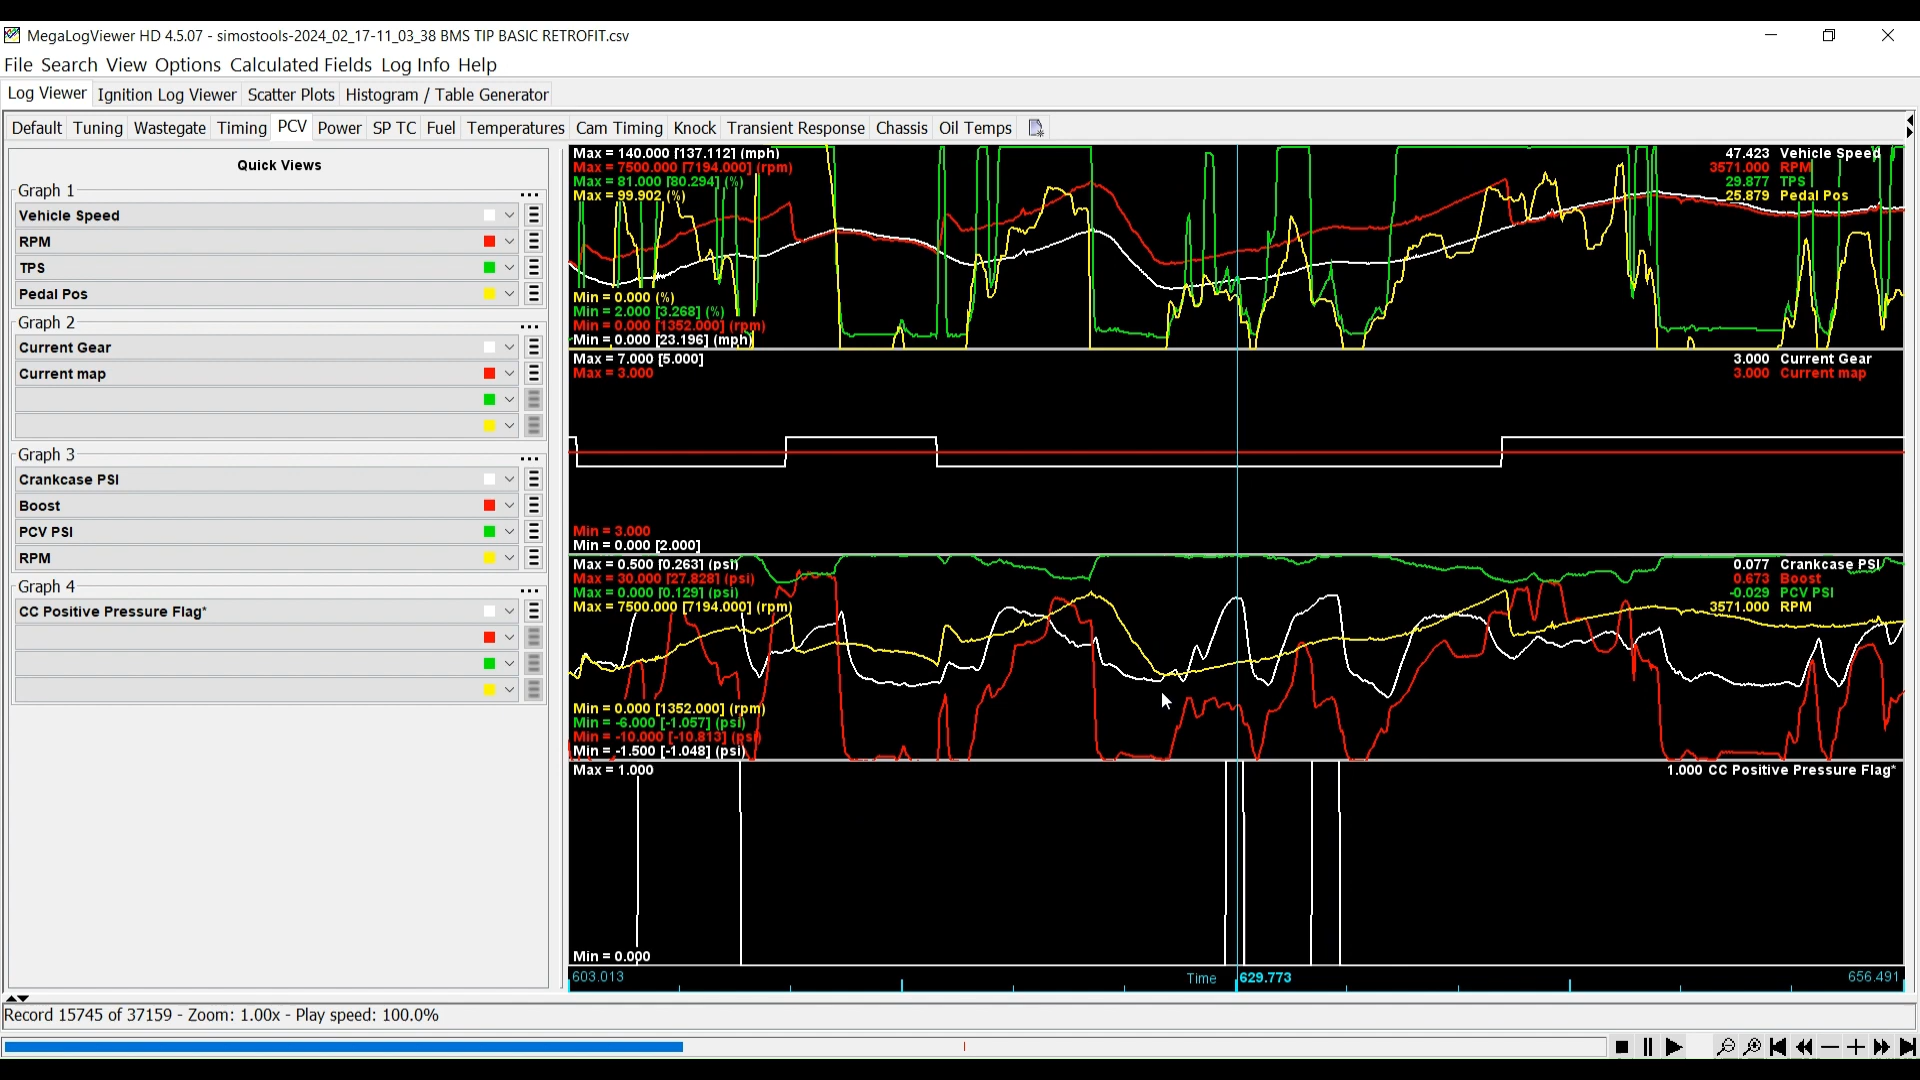 MegaLogViewer HD 4.5.07 - simostools-2024_02_17-11_03_38 BMS TIP BASIC RETROFIT.csv
File Search View Options Calculated Fields Log Info Help
Log Viewer Ignition Log Viewer Scatter Plots Histogram / Table Generator
Default Tuning Wastegate Timing PCV Power SP TC Fuel Temperatures Cam Timing Knock Transient Response Chassis Oil Temps
Quick Views
Graph 1
Vehicle Speed
RPM
TPS
Pedal Pos
Graph 2
Current Gear
Current map
Graph 3
Crankcase PSI
Boost
PCV PSI
RPM
Graph 4
CC Positive Pressure Flag*
Max = 140.000 [137.112] (mph)
Max = 7500.000 [7194.000] (rpm)
Max = 81.000 [80.294] (%)
Max = 99.902 (%)
47.423 Vehicle Speed
3571.000 RPM
29.877 TPS
25.879 Pedal Pos
Min = 0.000 (%)
Min = 2.000 [3.268] (%)
Min = 0.000 [1352.000] (rpm)
Min = 0.000 [23.196] (mph)
Max = 7.000 [5.000]
Max = 3.000
3.000 Current Gear
3.000 Current map
Min = 3.000
Min = 0.000 [2.000]
Max = 0.500 [0.263] (psi)
Max = 30.000 [27.828] (psi)
Max = 0.000 [0.129] (psi)
Max = 7500.000 [7194.000] (rpm)
0.077 Crankcase PSI
0.673 Boost
-0.029 PCV PSI
3571.000 RPM
Min = 0.000 [1352.000] (rpm)
Min = -6.000 [-1.057] (psi)
Min = -10.000 [-10.813] (psi)
Min = -1.500 [-1.048] (psi)
Max = 1.000
1.000 CC Positive Pressure Flag*
Min = 0.000
603.013 Time 629.773 656.491
Record 15745 of 37159 - Zoom: 1.00x - Play speed: 100.0%